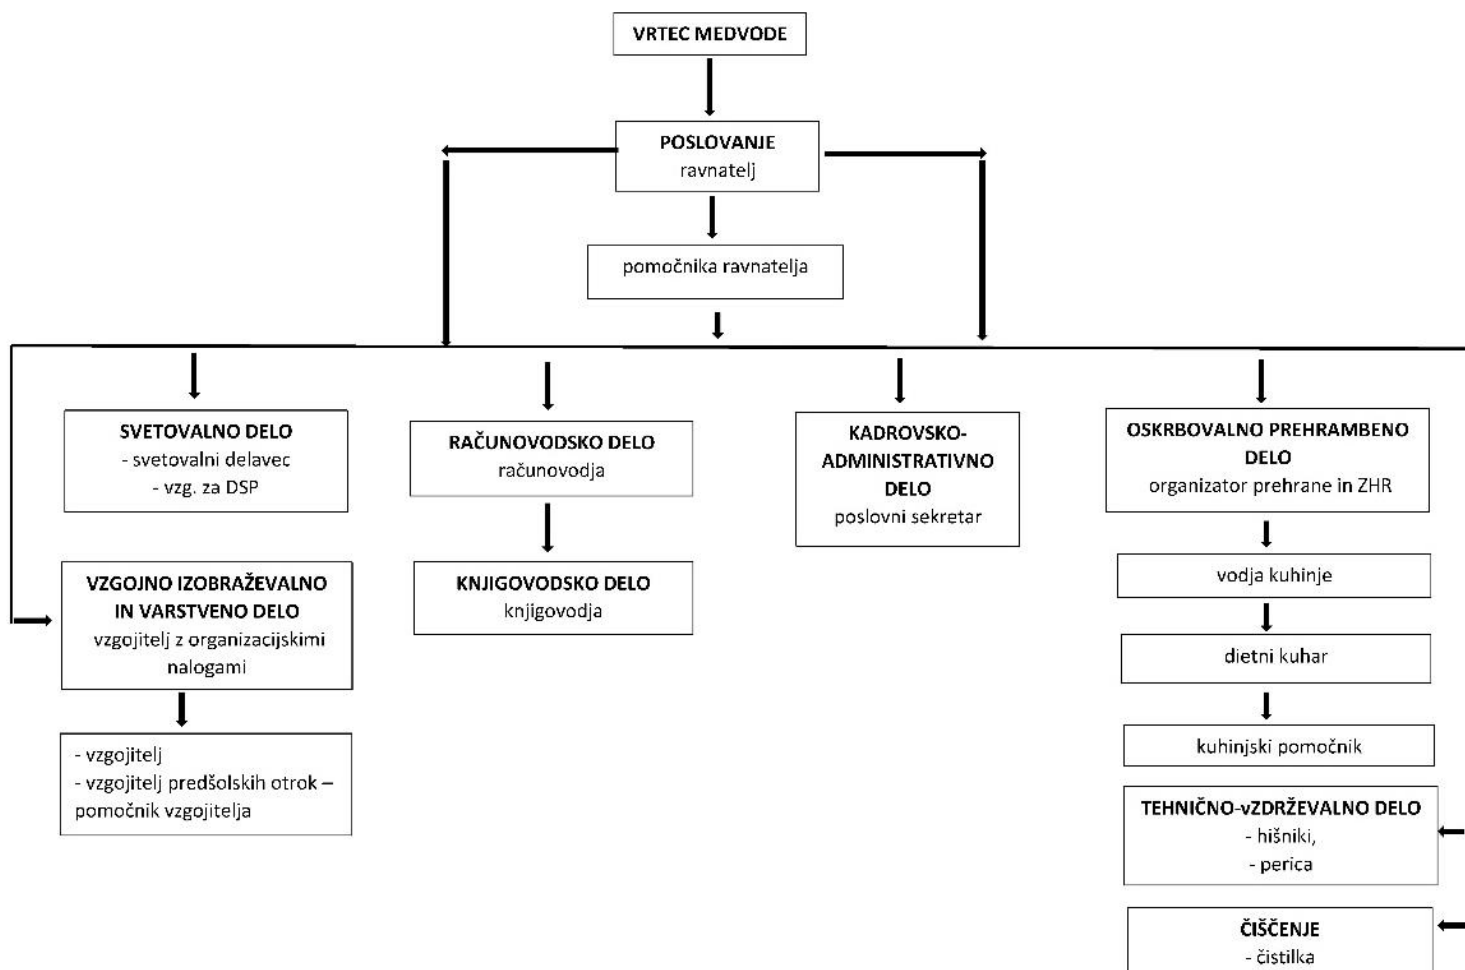 VRTEC MEDVODE
POSLOVANJE
ravnatelj
pomočnika ravnatelja
SVETOVALNO DELO
- svetovalni delavec
- vzg. za DSP
RAČUNOVODSKO DELO
računovodja
KADROVSKO-
ADMINISTRATIVNO
DELO
poslovni sekretar
OSKRBOVALNO PREHRAMBENO
DELO
organizator prehrane in ZHR
VZGOJNO IZOBRAŽEVALNO
IN VARSTVENO DELO
vzgojitelj z organizacijskimi
nalogami
KNJIGOVODSKO DELO
knjigovodja
vodja kuhinje
dietni kuhar
kuhinjski pomočnik
- vzgojitelj
- vzgojitelj predšolskih otrok –
pomočnik vzgojitelja
TEHNIČNO-vZDRŽEVALNO DELO
- hišniki,
- perica
ČIŠČENJE
- čistilka